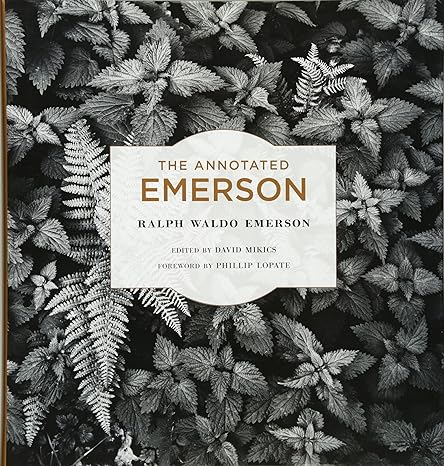 THE ANNOTATED
EMERSON
RALPH WALDO EMERSON
EDITED BY DAVID MIKICS
FOREWORD BY PHILLIP LOPATE